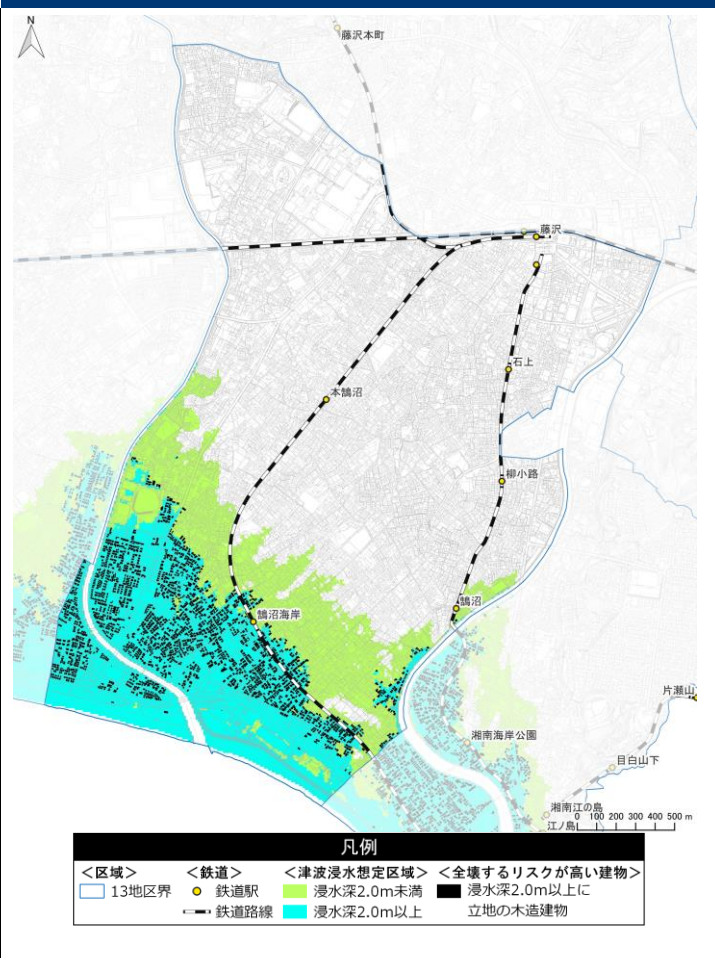 N
藤沢本町
藤沢
石上
本鵠沼
柳小路
鵠沼
鵠沼海岸
片瀬山
湘南海岸公園
目白山下
湘南江の島
江ノ島
0 100 200 300 400 500 m
凡例
<区域>
13地区界
<鉄道>
鉄道駅
鉄道路線
<津波浸水想定区域>
浸水深2.0m未満
浸水深2.0m以上
<全壊するリスクが高い建物>
浸水深2.0m以上に
立地の木造建物